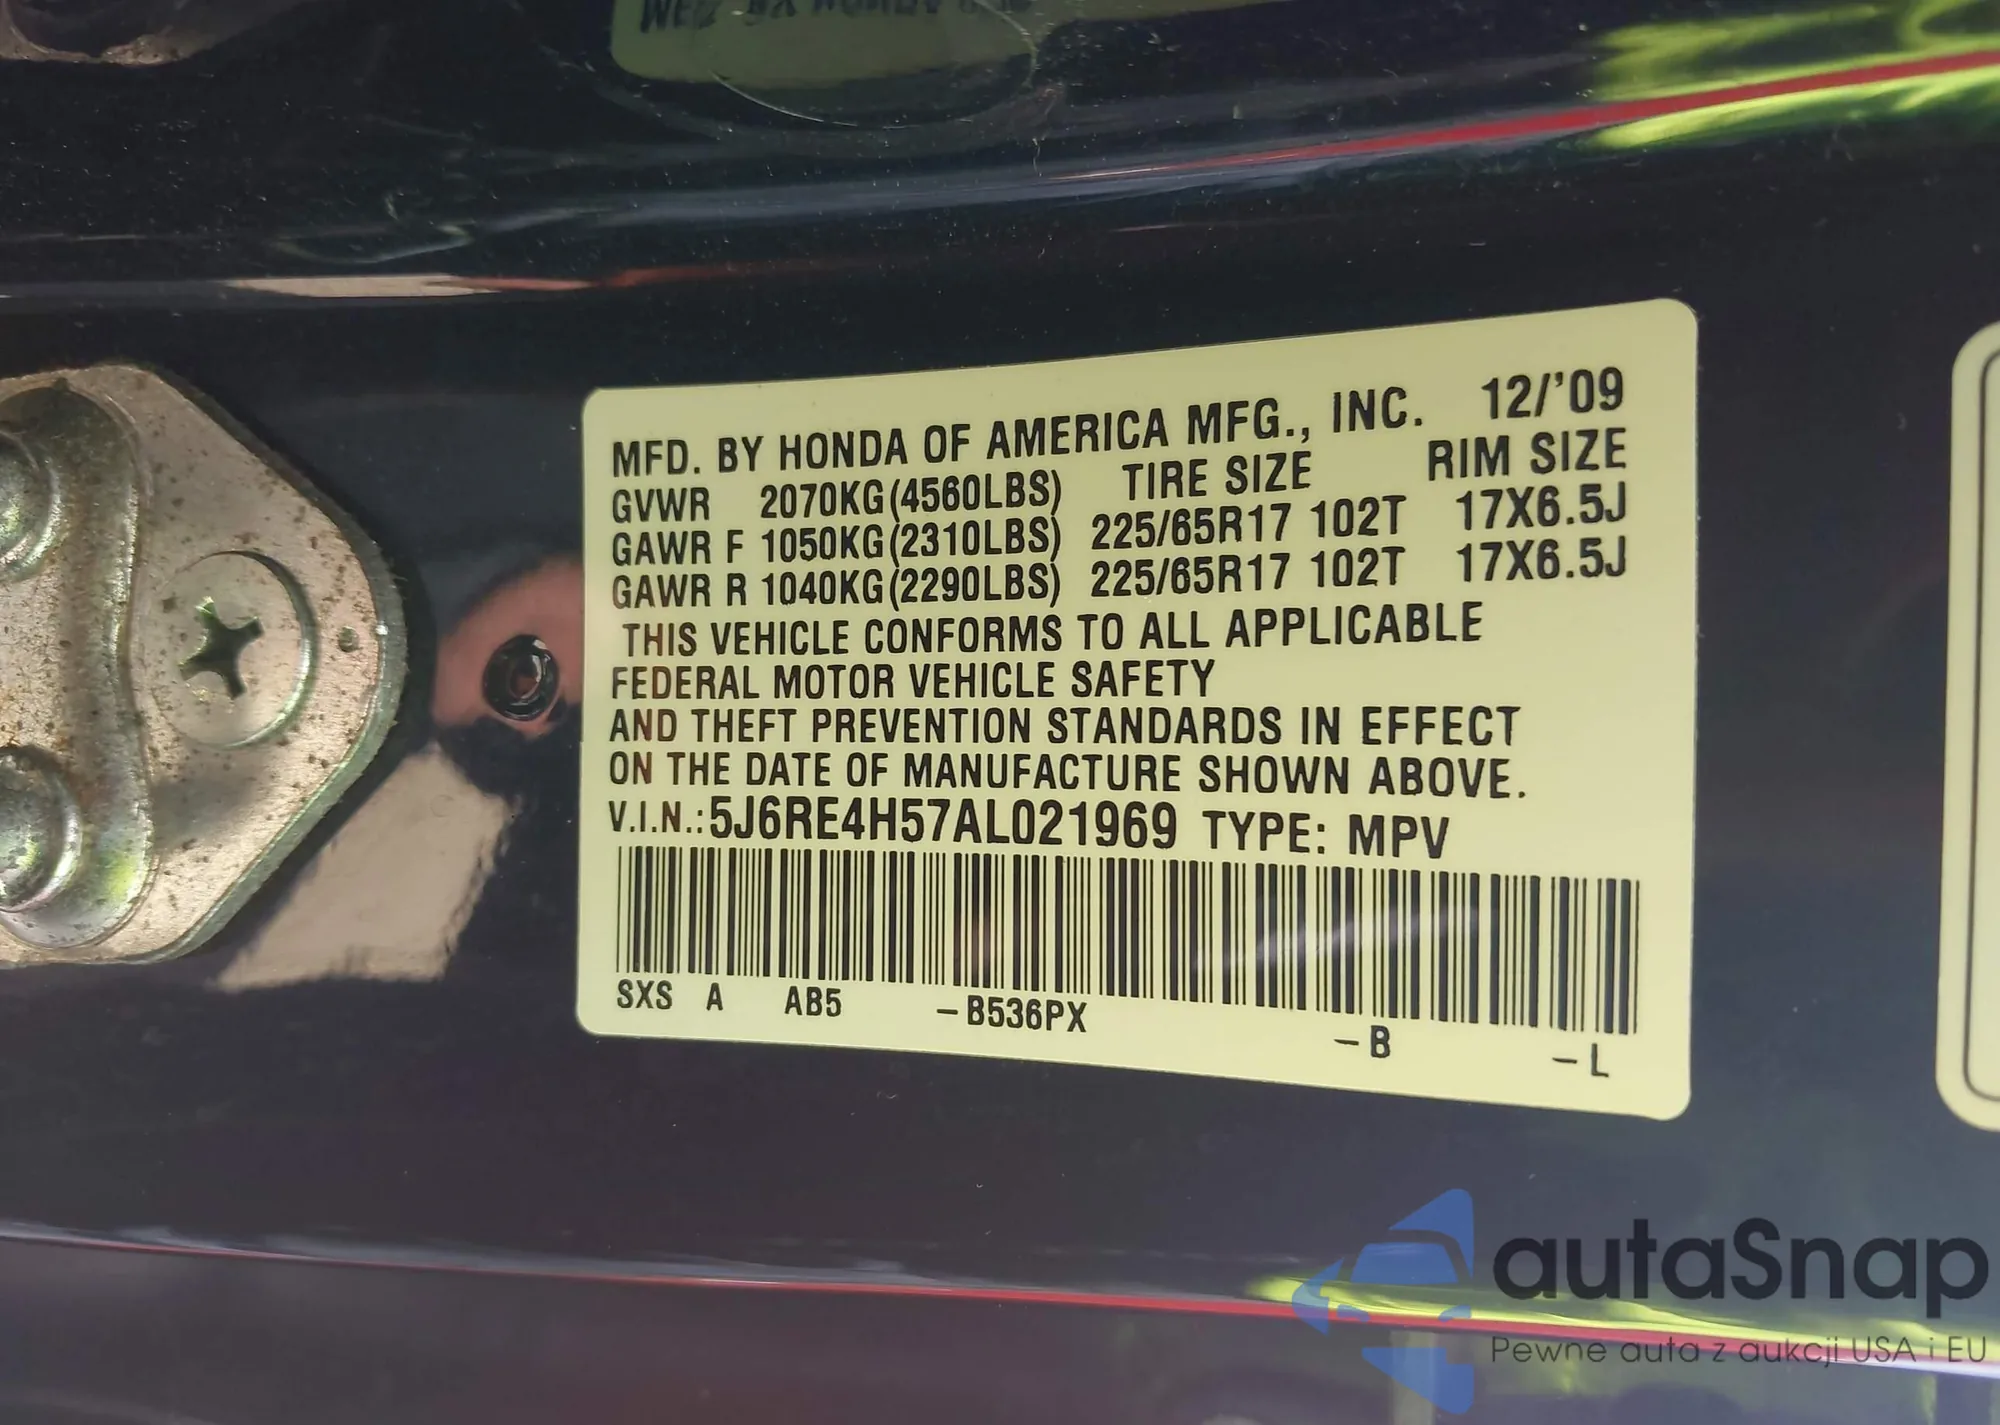 MFD. BY HONDA OF AMERICA MFG., INC. 12/'09
GVWR 2070KG(4560LBS) TIRE SIZE RIM SIZE
GAWR F 1050KG(2310LBS) 225/65R17 102T 17X6.5J
GAWR R 1040KG(2290LBS) 225/65R17 102T 17X6.5J
THIS VEHICLE CONFORMS TO ALL APPLICABLE
FEDERAL MOTOR VEHICLE SAFETY
AND THEFT PREVENTION STANDARDS IN EFFECT
ON THE DATE OF MANUFACTURE SHOWN ABOVE.
V.I.N.:5J6RE4H57AL021969 TYPE: MPV
SXS A AB5 -B536PX -B -L
autaSnap
Pewne auta z aukcji USA i EU